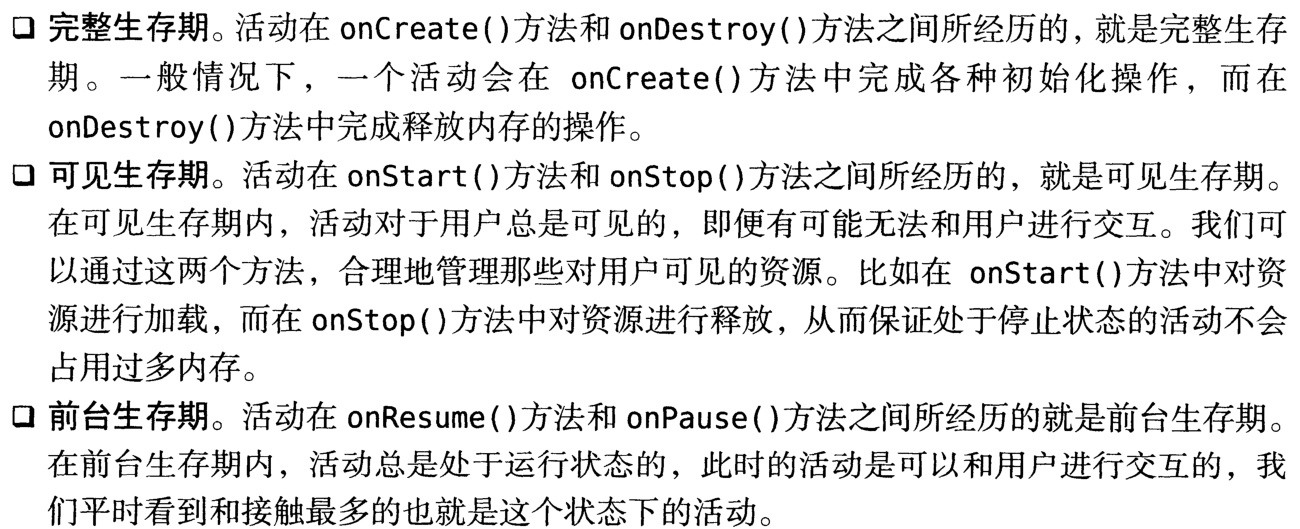 ❑ 完整生存期。活动在 onCreate()方法和 onDestroy()方法之间所经历的，就是完整生存
期。一般情况下，一个活动会在 onCreate()方法中完成各种初始化操作，而在
onDestroy()方法中完成释放内存的操作。
❑ 可见生存期。活动在 onStart()方法和 onStop()方法之间所经历的，就是可见生存期。
在可见生存期内，活动对于用户总是可见的，即便有可能无法和用户进行交互。我们可
以通过这两个方法，合理地管理那些对用户可见的资源。比如在 onStart()方法中对资
源进行加载，而在 onStop()方法中对资源进行释放，从而保证处于停止状态的活动不会
占用过多内存。
❑ 前台生存期。活动在 onResume()方法和 onPause()方法之间所经历的就是前台生存期。
在前台生存期内，活动总是处于运行状态的，此时的活动是可以和用户进行交互的，我
们平时看到和接触最多的也就是这个状态下的活动。